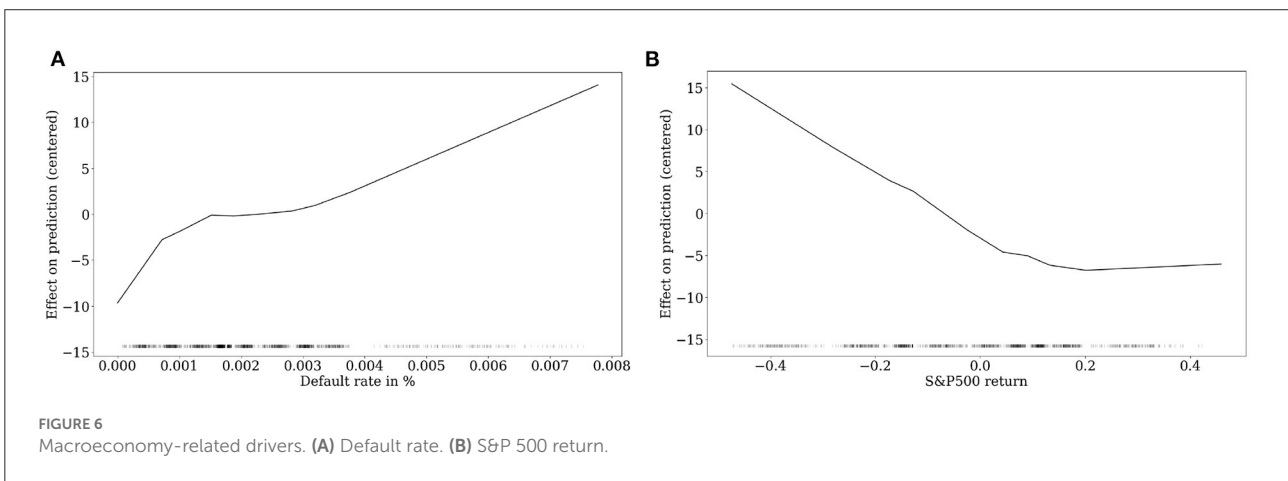 A
B
15
10
5
0
−5
−10
−15
Effect on prediction (centered)
0.000 0.001 0.002 0.003 0.004 0.005 0.006 0.007 0.008
Default rate in %
15
10
5
0
−5
−10
−15
Effect on prediction (centered)
−0.4 −0.2 0.0 0.2 0.4
S&P500 return
FIGURE 6
Macroeconomy-related drivers. (A) Default rate. (B) S&P 500 return.